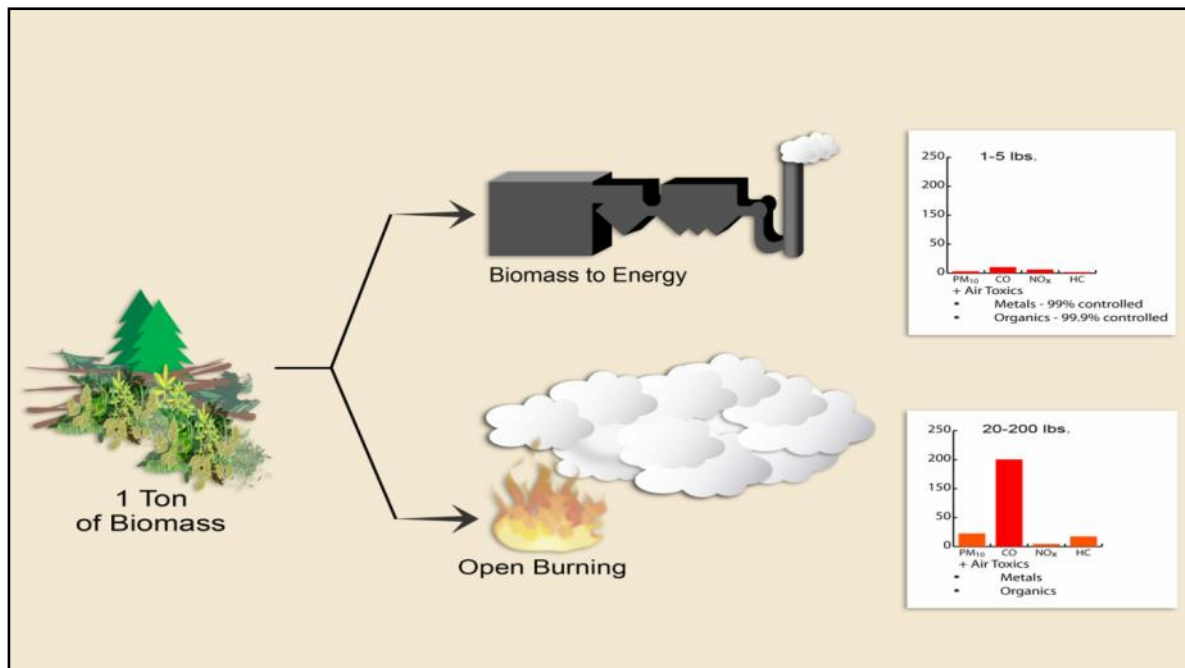 1 Ton
of Biomass
Biomass to Energy
Open Burning
1-5 lbs.
250
200
150
50
0
PM₁₀ CO NOₓ HC
+ Air Toxics
• Metals - 99% controlled
• Organics - 99.9% controlled
20-200 lbs.
250
200
150
50
0
PM₁₀ CO NOₓ HC
+ Air Toxics
• Metals
• Organics